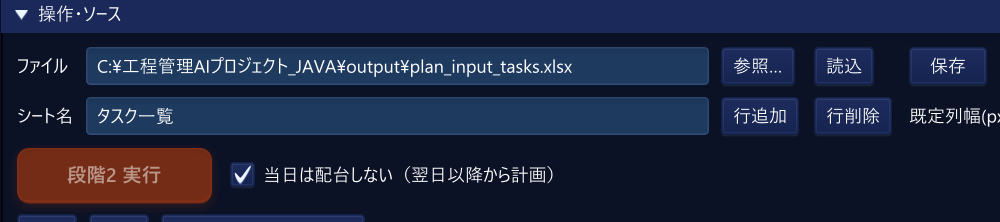 ▼ 操作・ソース
ファイル C:¥工程管理AIプロジェクト_JAVA¥output¥plan_input_tasks.xlsx 参照... 読込 保存
シート名 タスク一覧 行追加 行削除 既定列幅(px
段階2 実行 当日は配台しない（翌日以降から計画）